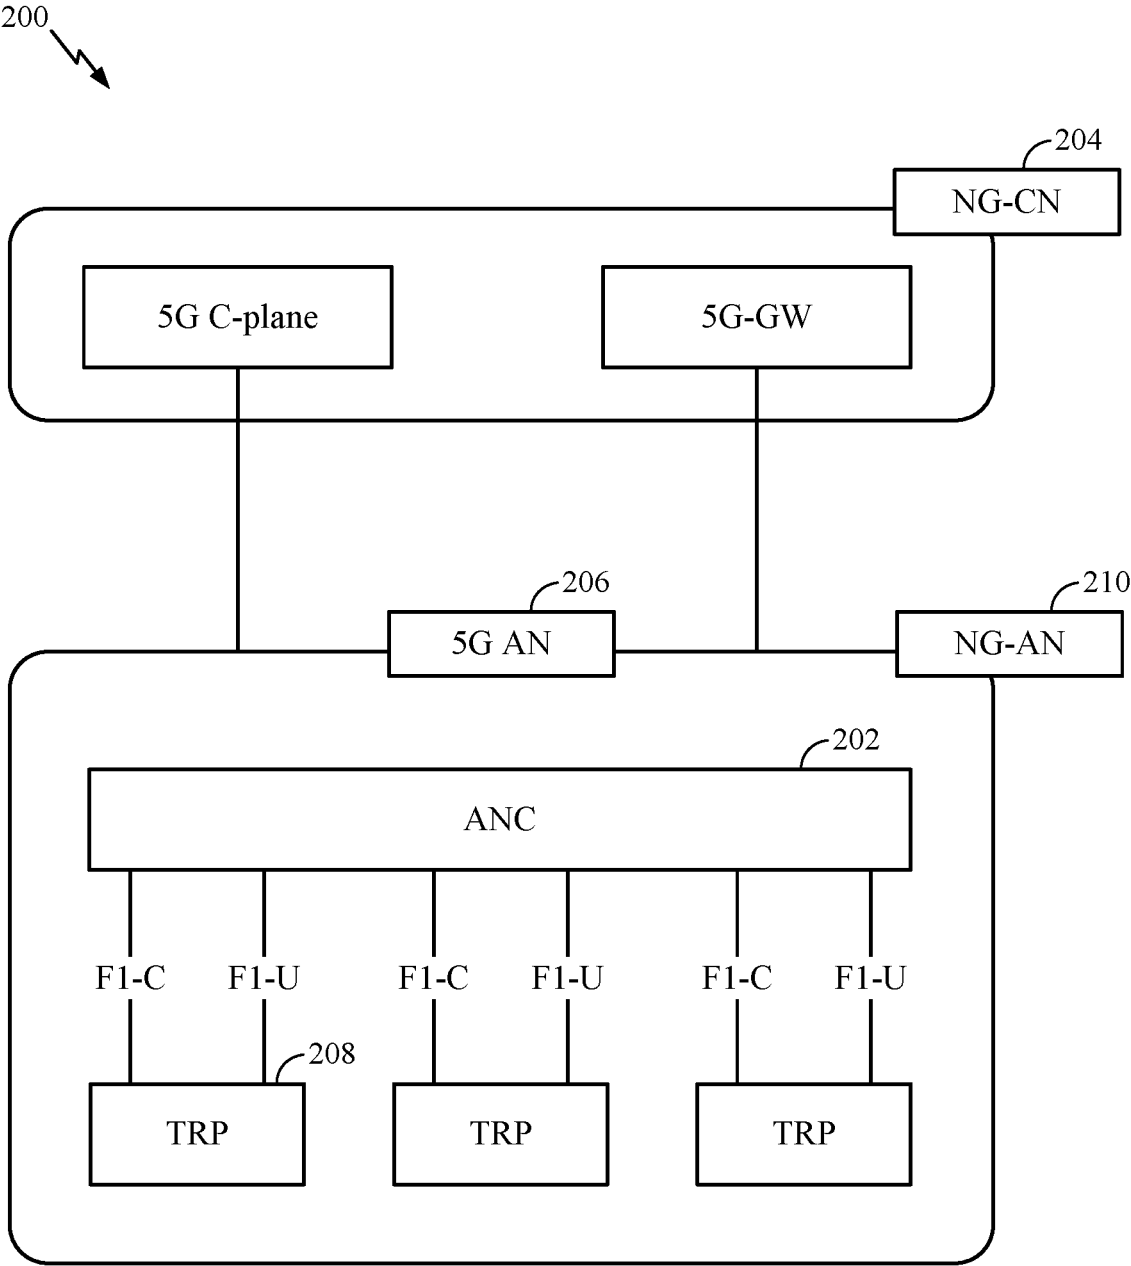 200
204
NG-CN
5G C-plane
5G-GW
206
210
5G AN
NG-AN
202
ANC
F1-C F1-U F1-C F1-U F1-C F1-U
208
TRP TRP TRP